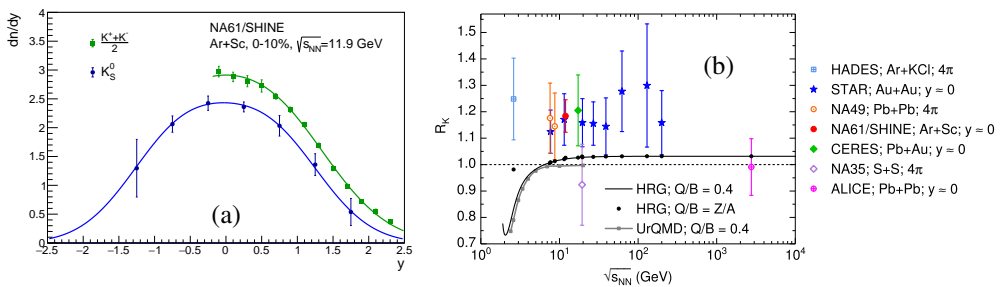 dn/dy
4
3.5
3
2.5
2
1.5
1
0.5
0
−2.5 −2 −1.5 −1 −0.5 0 0.5 1 1.5 2 2.5
y
K⁺+K⁻
2
K⁰S
NA61/SHINE
Ar+Sc, 0-10%, √sNN=11.9 GeV
(a)
RK
1.6
1.5
1.4
1.3
1.2
1.1
1.0
0.9
0.8
0.7
10⁰ 10¹ 10² 10³ 10⁴
√sNN (GeV)
(b)
HRG; Q/B = 0.4
HRG; Q/B = Z/A
UrQMD; Q/B = 0.4
HADES; Ar+KCl; 4π
STAR; Au+Au; y ≈ 0
NA49; Pb+Pb; 4π
NA61/SHINE; Ar+Sc; y ≈ 0
CERES; Pb+Au; y ≈ 0
NA35; S+S; 4π
ALICE; Pb+Pb; y ≈ 0